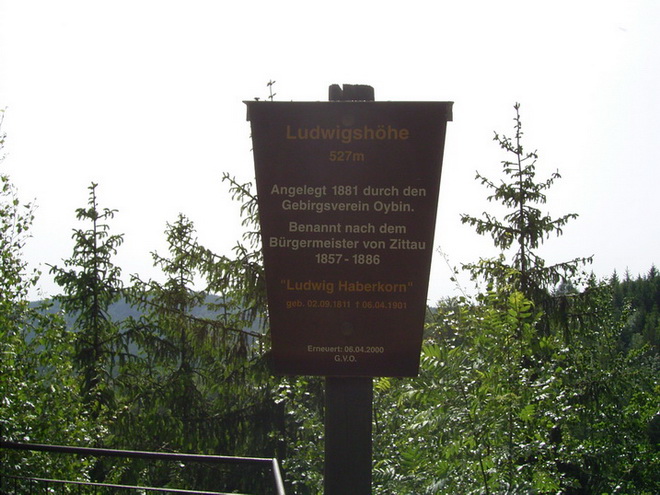 Ludwigshöhe
527m
Angelegt 1881 durch den
Gebirgsverein Oybin.
Benannt nach dem
Bürgermeister von Zittau
1857 - 1886
"Ludwig Haberkorn"
geb. 02.09.1811 † 06.04.1901
Erneuert: 06.04.2000
G.V.O.